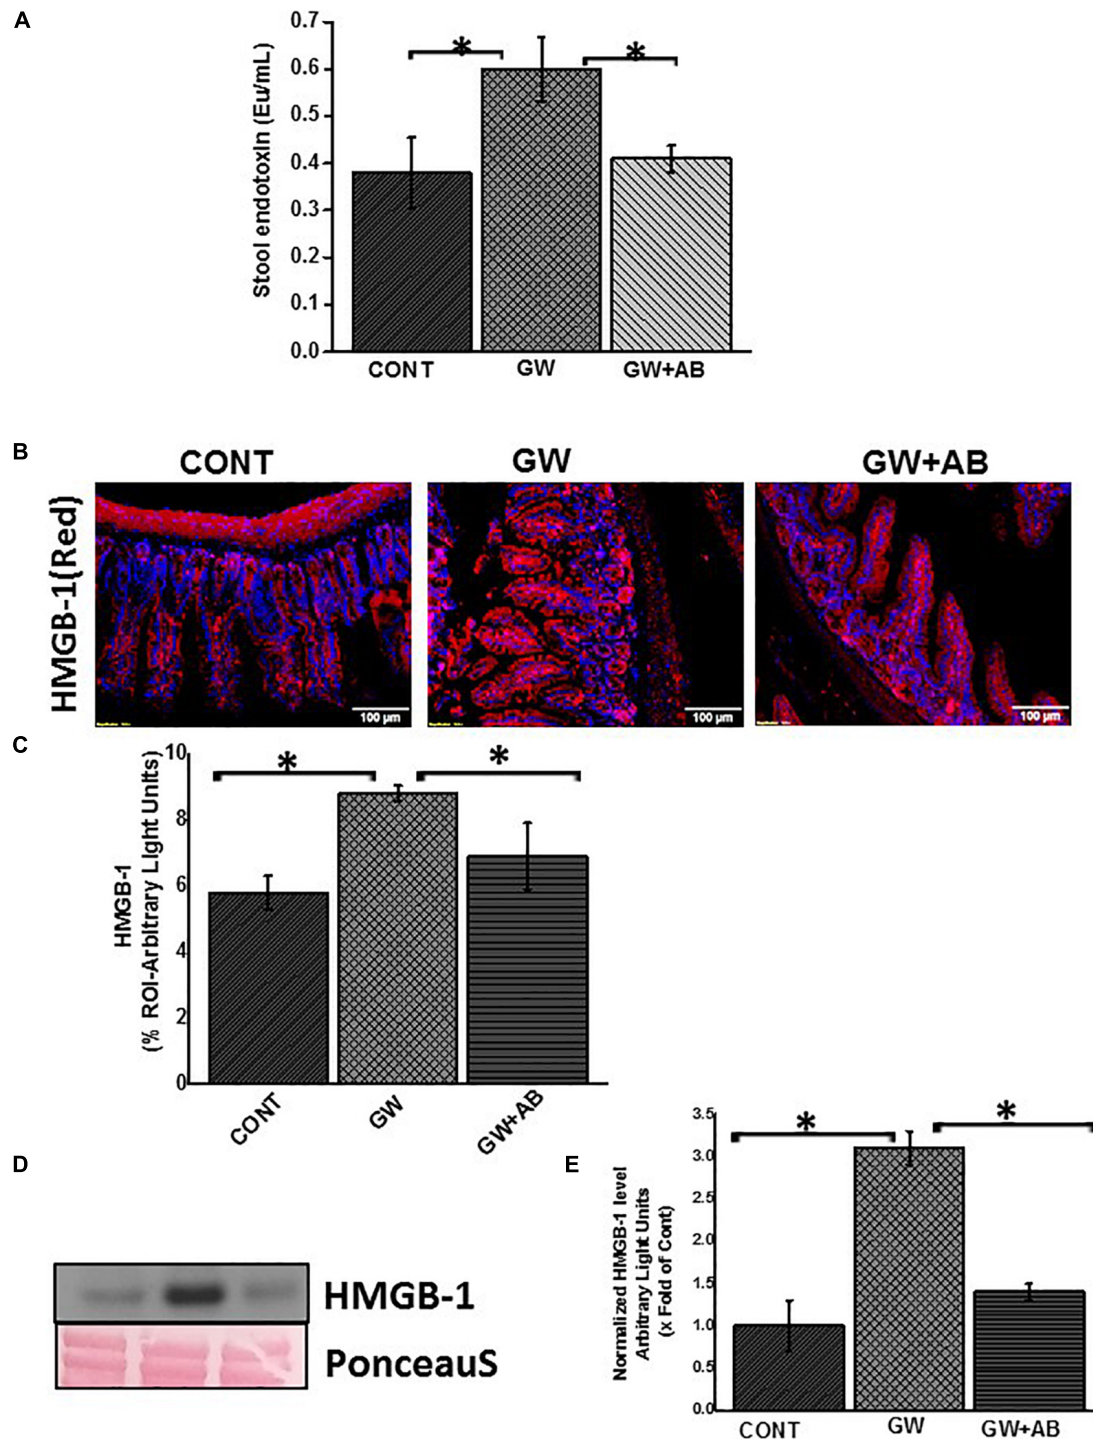 A
Stool endotoxin (Eu/mL)
0.7
0.6
0.5
0.4
0.3
0.2
0.1
0.0
* *
CONT GW GW+AB
B
CONT GW GW+AB
HMGB-1(Red)
100 µm 100 µm 100 µm
C
HMGB-1
(% ROI-Arbitrary Light Units)
10
8
6
4
2
0
* *
CONT GW GW+AB
D
HMGB-1
PonceauS
E
Normalized HMGB-1 level
Arbitrary Light Units
(x Fold of Cont)
3.5
3.0
2.5
2.0
1.5
1.0
0.5
0.0
* *
CONT GW GW+AB